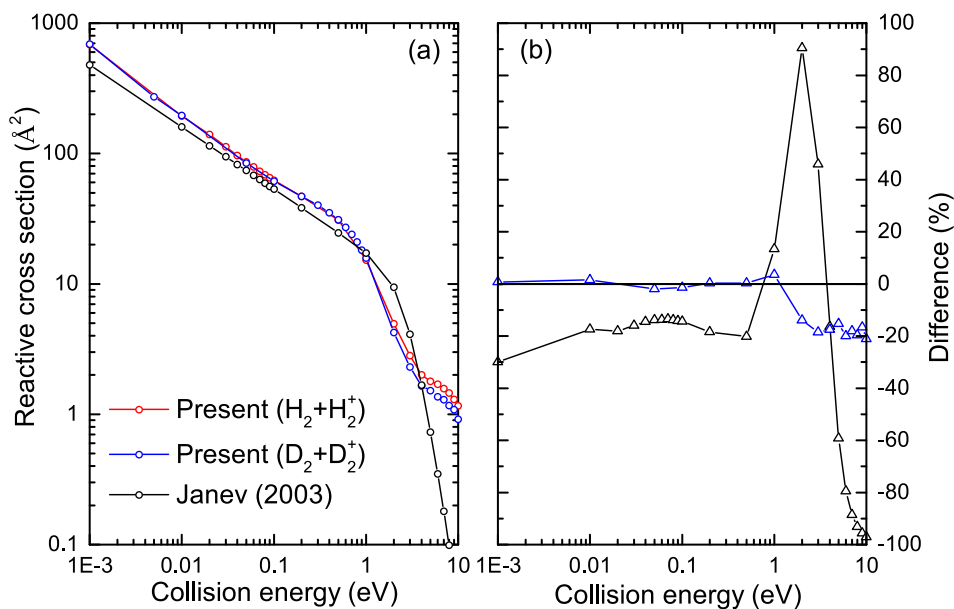 (a)
Reactive cross section (Å²)
1000
100
10
1
0.1
Present (H₂+H₂⁺)
Present (D₂+D₂⁺)
Janev (2003)
1E-3 0.01 0.1 1 10
Collision energy (eV)
(b)
100
80
60
40
20
0
-20
-40
-60
-80
-100
Difference (%)
1E-3 0.01 0.1 1 10
Collision energy (eV)